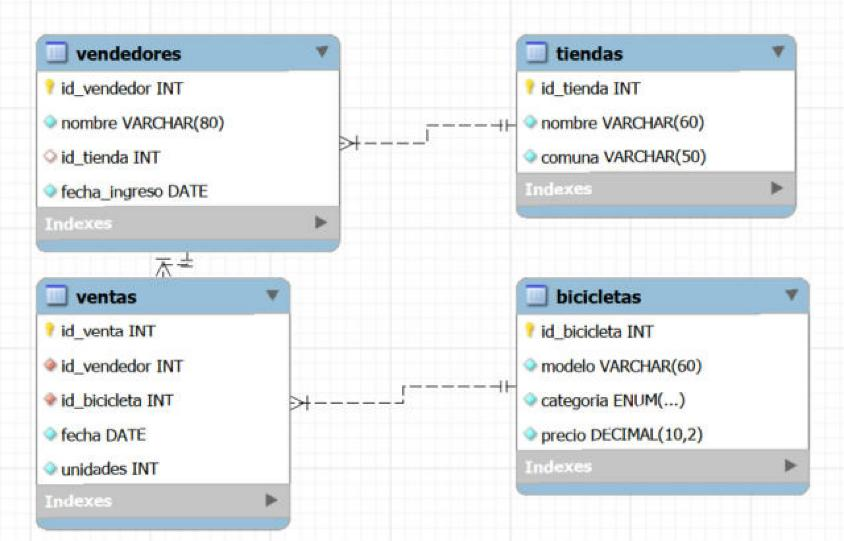 vendedores
id_vendedor INT
nombre VARCHAR(80)
id_tienda INT
fecha_ingreso DATE
Indexes
tiendas
id_tienda INT
nombre VARCHAR(60)
comuna VARCHAR(50)
Indexes
ventas
id_venta INT
id_vendedor INT
id_bicicleta INT
fecha DATE
unidades INT
Indexes
bicicletas
id_bicicleta INT
modelo VARCHAR(60)
categoria ENUM(...)
precio DECIMAL(10,2)
Indexes